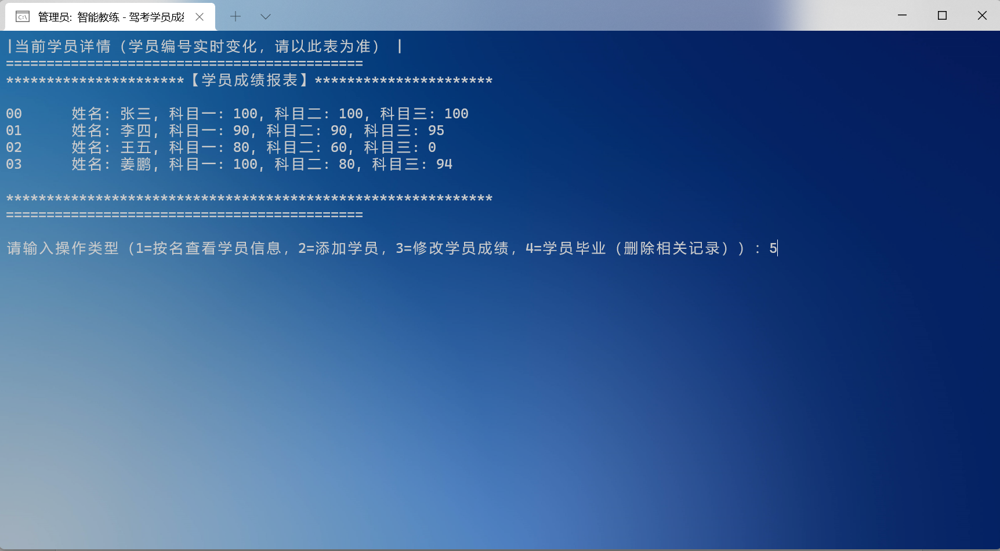 管理员: 智能教练 - 驾考学员成
|当前学员详情（学员编号实时变化，请以此表为准） |
============================================
**********************【学员成绩报表】**********************
00      姓名: 张三, 科目一: 100, 科目二: 100, 科目三: 100
01      姓名: 李四, 科目一: 90, 科目二: 90, 科目三: 95
02      姓名: 王五, 科目一: 80, 科目二: 60, 科目三: 0
03      姓名: 姜鹏, 科目一: 100, 科目二: 80, 科目三: 94
************************************************************
============================================
请输入操作类型（1=按名查看学员信息，2=添加学员，3=修改学员成绩，4=学员毕业（删除相关记录））：5